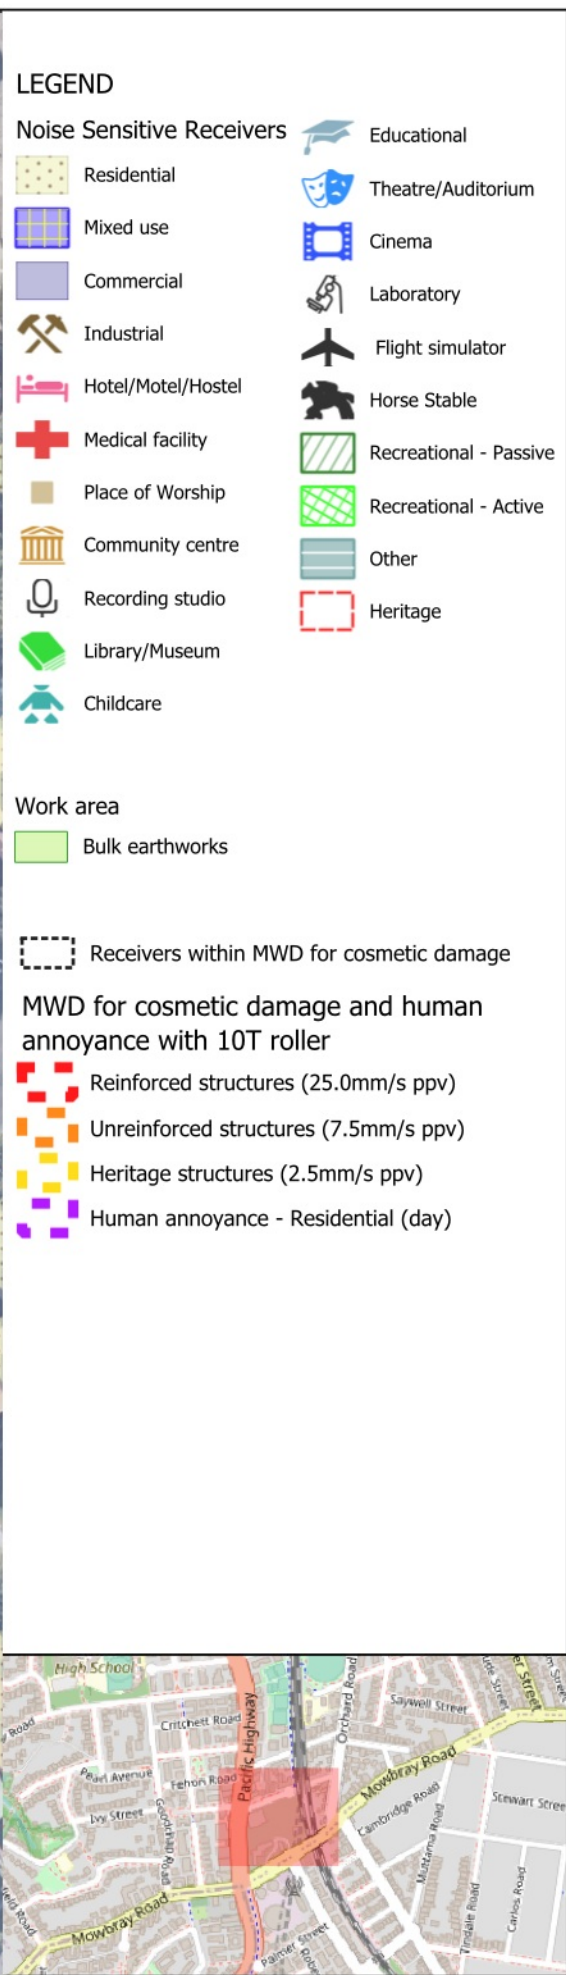 LEGEND
Noise Sensitive Receivers
Residential
Mixed use
Commercial
Industrial
Hotel/Motel/Hostel
Medical facility
Place of Worship
Community centre
Recording studio
Library/Museum
Childcare
Educational
Theatre/Auditorium
Cinema
Laboratory
Flight simulator
Horse Stable
Recreational - Passive
Recreational - Active
Other
Heritage
Work area
Bulk earthworks
Receivers within MWD for cosmetic damage
MWD for cosmetic damage and human
annoyance with 10T roller
Reinforced structures (25.0mm/s ppv)
Unreinforced structures (7.5mm/s ppv)
Heritage structures (2.5mm/s ppv)
Human annoyance - Residential (day)
High School
Critchett Road
Pacific Highway
Orchard Road
Saywell Street
Road
Pearl Avenue
Fehon Road
Ivy Street
Goodchap Road
Mowbray Road
Cambridge Road
Stewart Stree
Muttama Road
Tindale Road
Carlos Road
Mowbray Road
Palmer Street